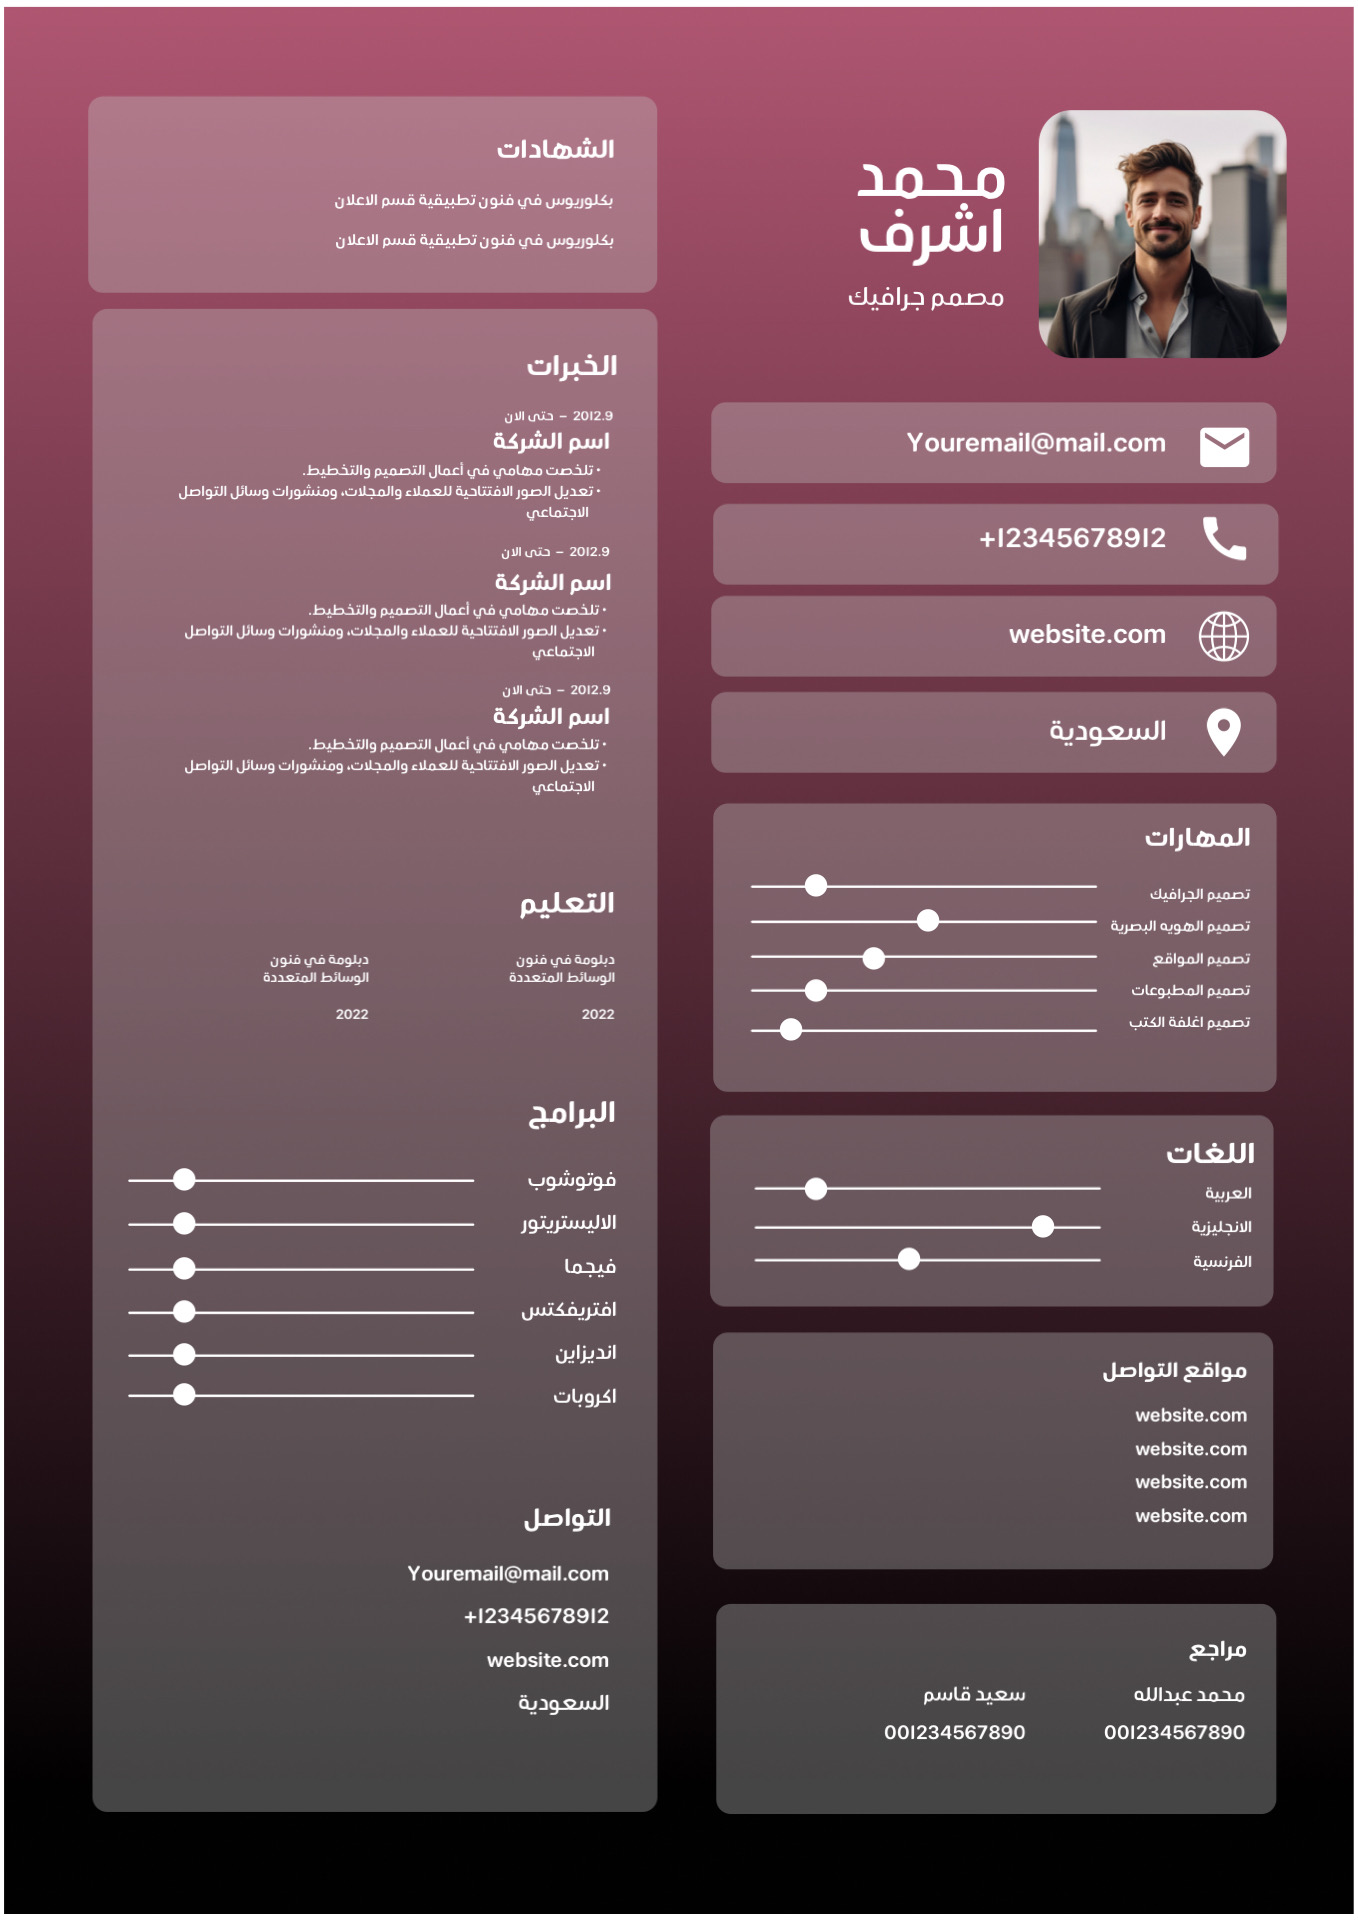 محمد
اشرف
مصمم جرافيك
Youremail@mail.com
+12345678912
website.com
السعودية
المهارات
تصميم الجرافيك
تصميم الهويه البصرية
تصميم المواقع
تصميم المطبوعات
تصميم اغلفة الكتب
اللغات
العربية
الانجليزية
الفرنسية
مواقع التواصل
website.com
website.com
website.com
website.com
مراجع
محمد عبدالله
001234567890
سعيد قاسم
001234567890
الشهادات
بكلوريوس في فنون تطبيقية قسم الاعلان
بكلوريوس في فنون تطبيقية قسم الاعلان
الخبرات
2012.9 – حتى الان
اسم الشركة
• تلخصت مهامي في أعمال التصميم والتخطيط.
• تعديل الصور الافتتاحية للعملاء والمجلات، ومنشورات وسائل التواصل
الاجتماعي
2012.9 – حتى الان
اسم الشركة
• تلخصت مهامي في أعمال التصميم والتخطيط.
• تعديل الصور الافتتاحية للعملاء والمجلات، ومنشورات وسائل التواصل
الاجتماعي
2012.9 – حتى الان
اسم الشركة
• تلخصت مهامي في أعمال التصميم والتخطيط.
• تعديل الصور الافتتاحية للعملاء والمجلات، ومنشورات وسائل التواصل
الاجتماعي
التعليم
دبلومة في فنون
الوسائط المتعددة
2022
دبلومة في فنون
الوسائط المتعددة
2022
البرامج
فوتوشوب
الاليستريتور
فيجما
افتريفكتس
انديزاين
اكروبات
التواصل
Youremail@mail.com
+12345678912
website.com
السعودية